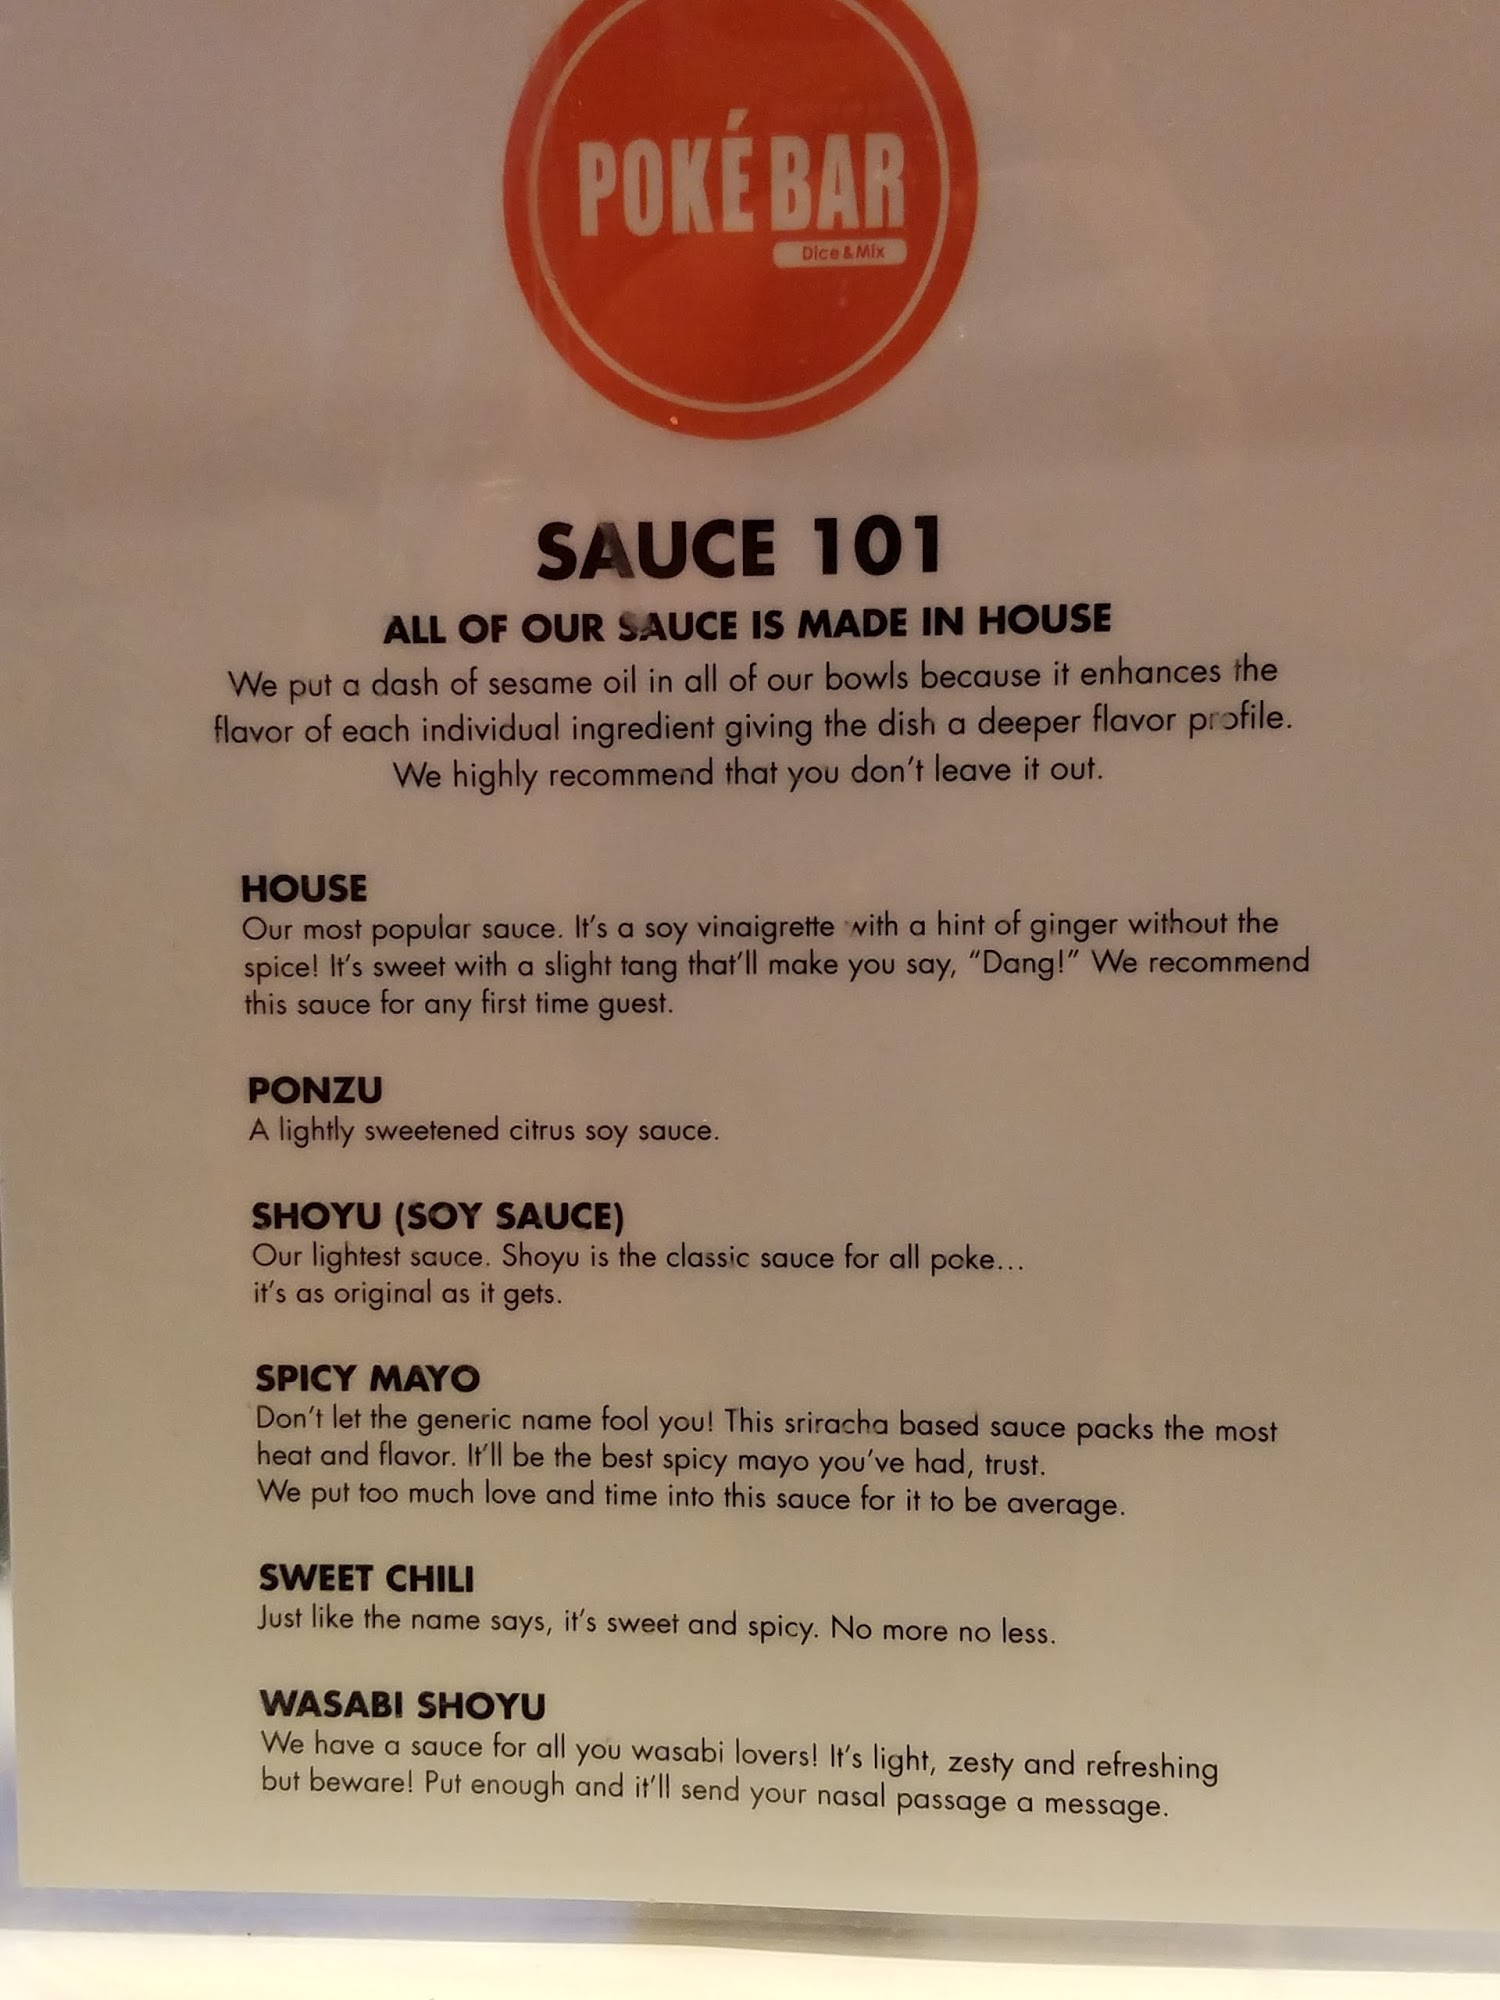 POKÉ BAR
Dice & Mix
SAUCE 101
ALL OF OUR SAUCE IS MADE IN HOUSE
We put a dash of sesame oil in all of our bowls because it enhances the
flavor of each individual ingredient giving the dish a deeper flavor profile.
We highly recommend that you don't leave it out.
HOUSE
Our most popular sauce. It's a soy vinaigrette with a hint of ginger without the
spice! It's sweet with a slight tang that'll make you say, “Dang!” We recommend
this sauce for any first time guest.
PONZU
A lightly sweetened citrus soy sauce.
SHOYU (SOY SAUCE)
Our lightest sauce. Shoyu is the classic sauce for all poke...
it's as original as it gets.
SPICY MAYO
Don't let the generic name fool you! This sriracha based sauce packs the most
heat and flavor. It'll be the best spicy mayo you've had, trust.
We put too much love and time into this sauce for it to be average.
SWEET CHILI
Just like the name says, it's sweet and spicy. No more no less.
WASABI SHOYU
We have a sauce for all you wasabi lovers! It's light, zesty and refreshing
but beware! Put enough and it'll send your nasal passage a message.